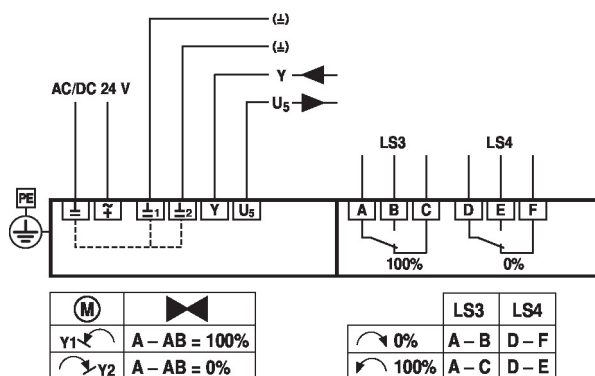 (⊥)
(⊥)
Y
AC/DC 24 V
U5
LS3 LS4
PE
⊥ ~ ⊥1 ⊥2 Y U5 A B C D E F
100% 0%
M
Y1 A – AB = 100%
Y2 A – AB = 0%
LS3 LS4
0% A – B D – F
100% A – C D – E